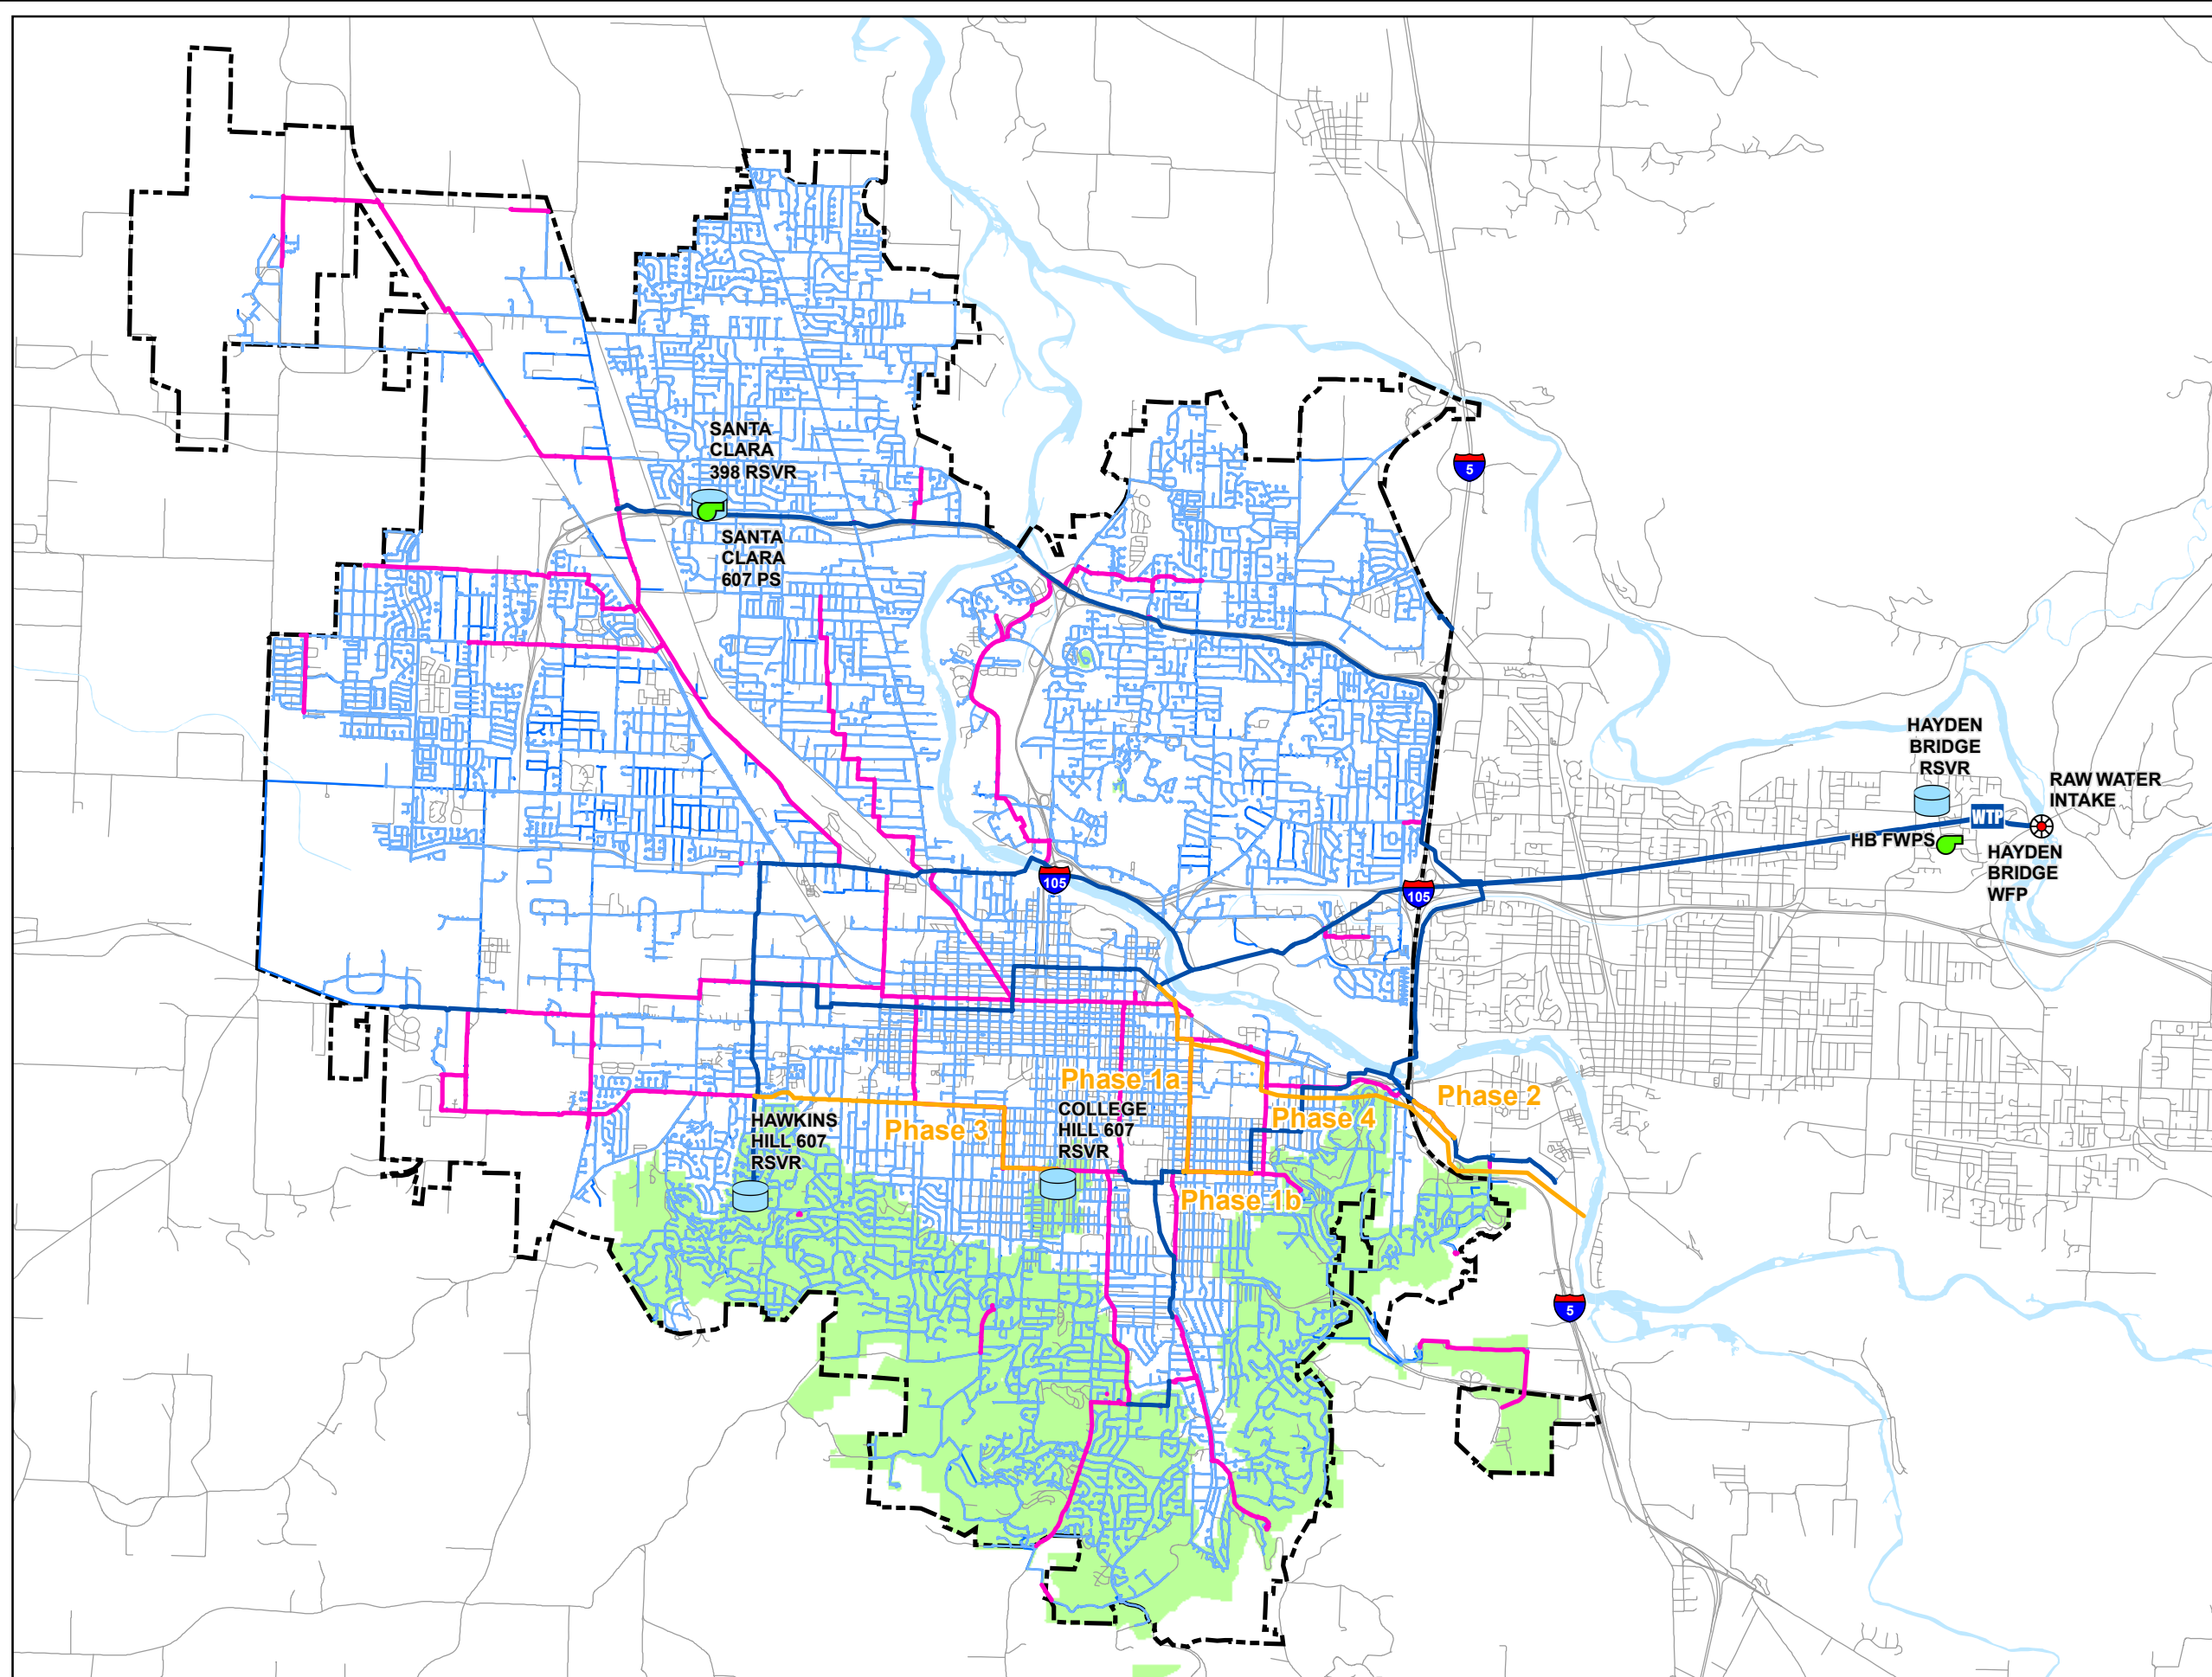 SANTA
CLARA
398 RSVR
5
SANTA
CLARA
607 PS
HAYDEN
BRIDGE
RSVR
RAW WATER
INTAKE
WTP
HB FWPS
HAYDEN
BRIDGE
WFP
105
105
Phase 1a
Phase 2
COLLEGE
HILL 607
RSVR
HAWKINS
HILL 607
RSVR
Phase 3
Phase 4
Phase 1b
5